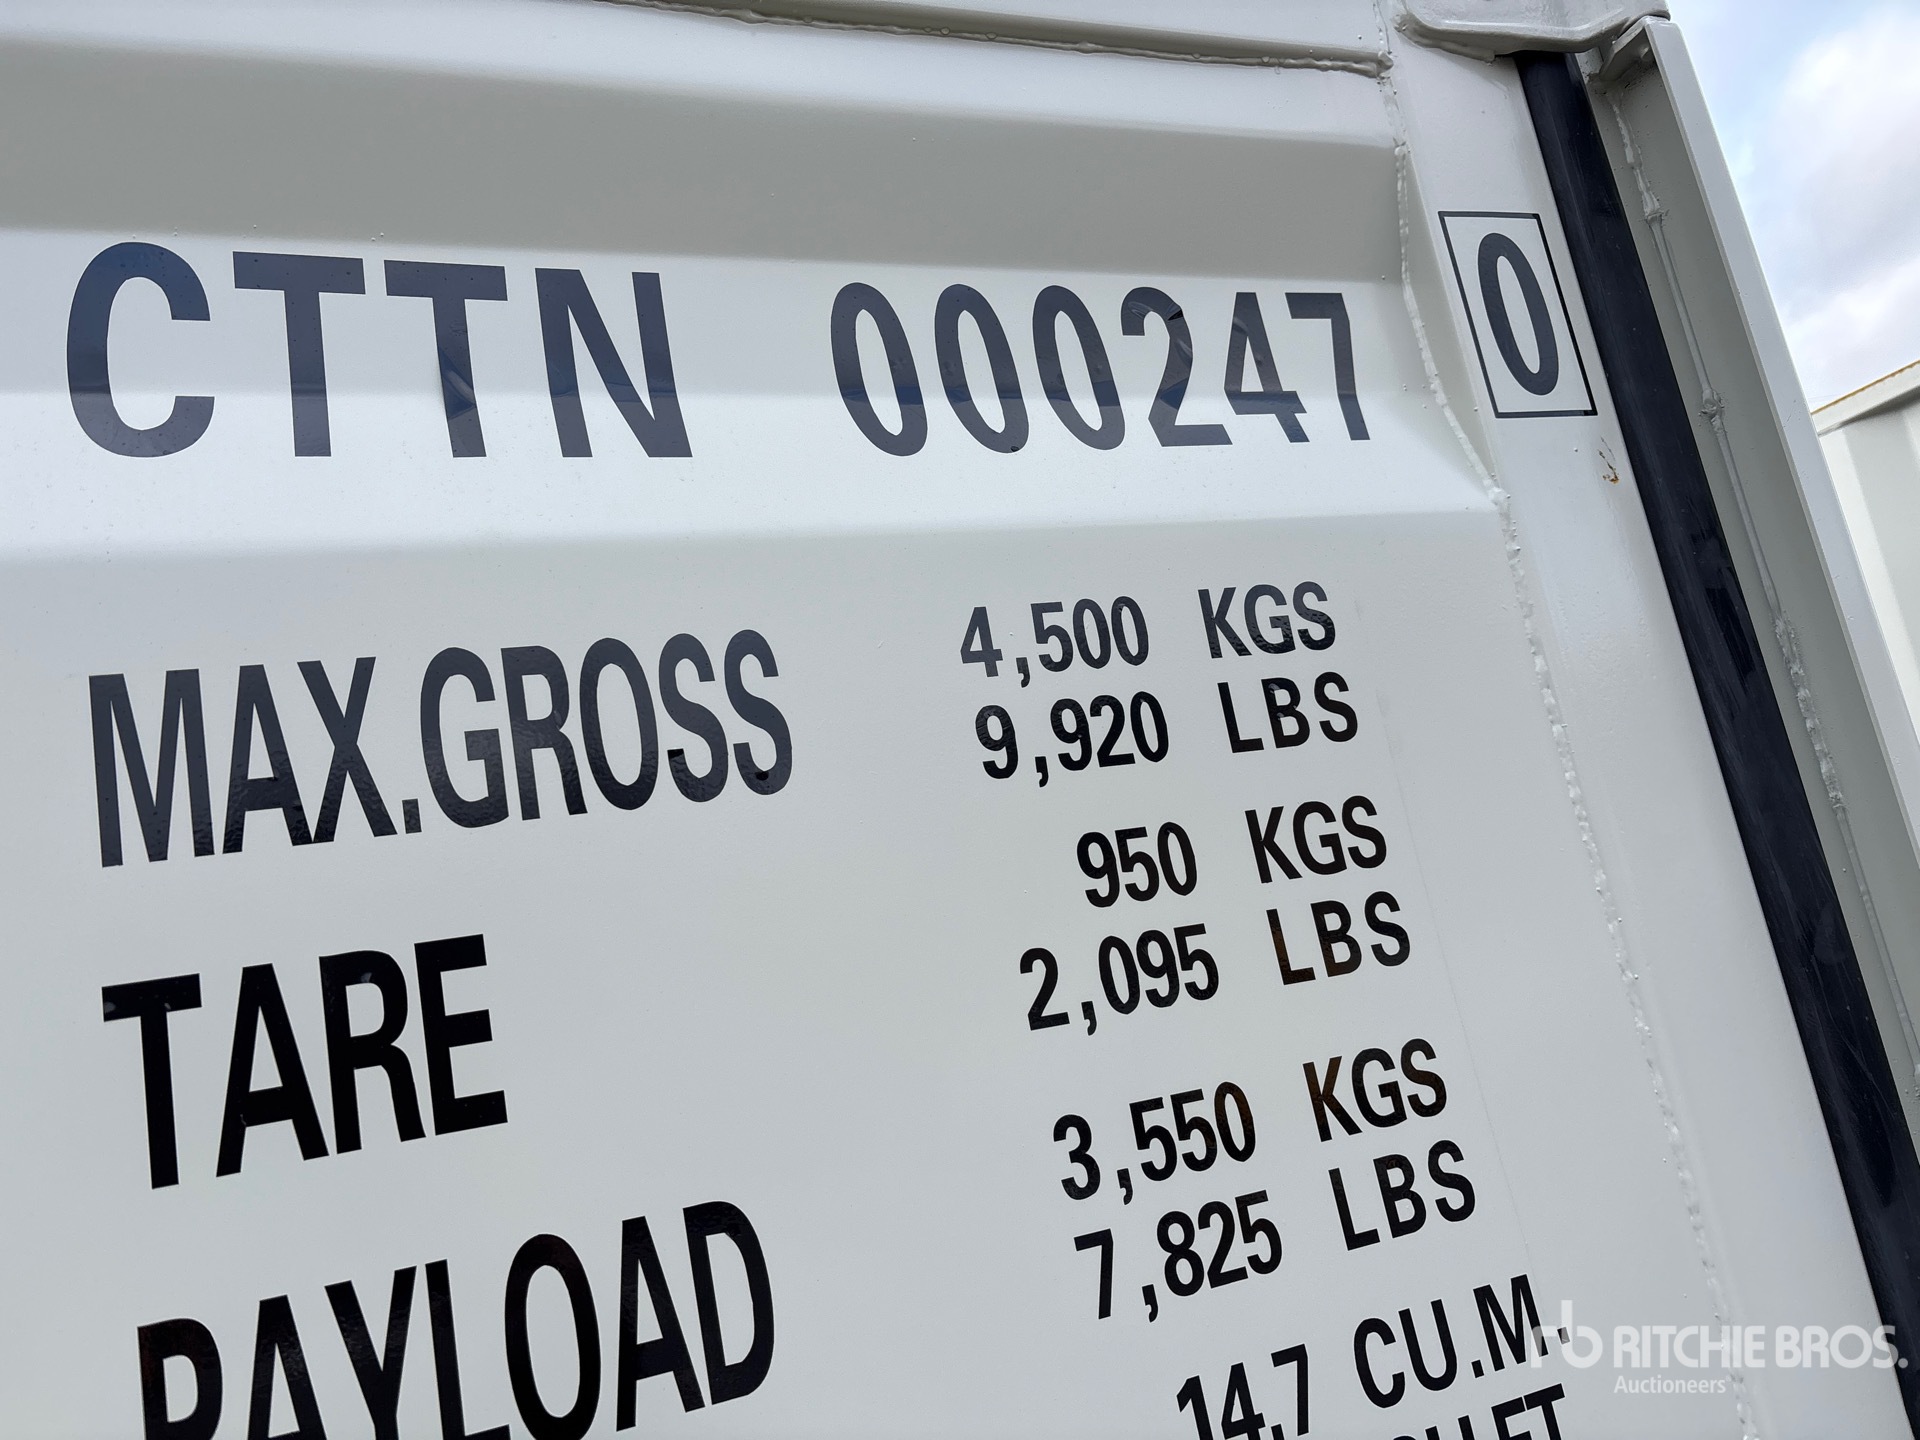 CTTN 000247 0
MAX.GROSS 4,500 KGS
9,920 LBS
TARE 950 KGS
2,095 LBS
PAYLOAD 3,550 KGS
7,825 LBS
14.7 CU.M.
rb RITCHIE BROS.
Auctioneers